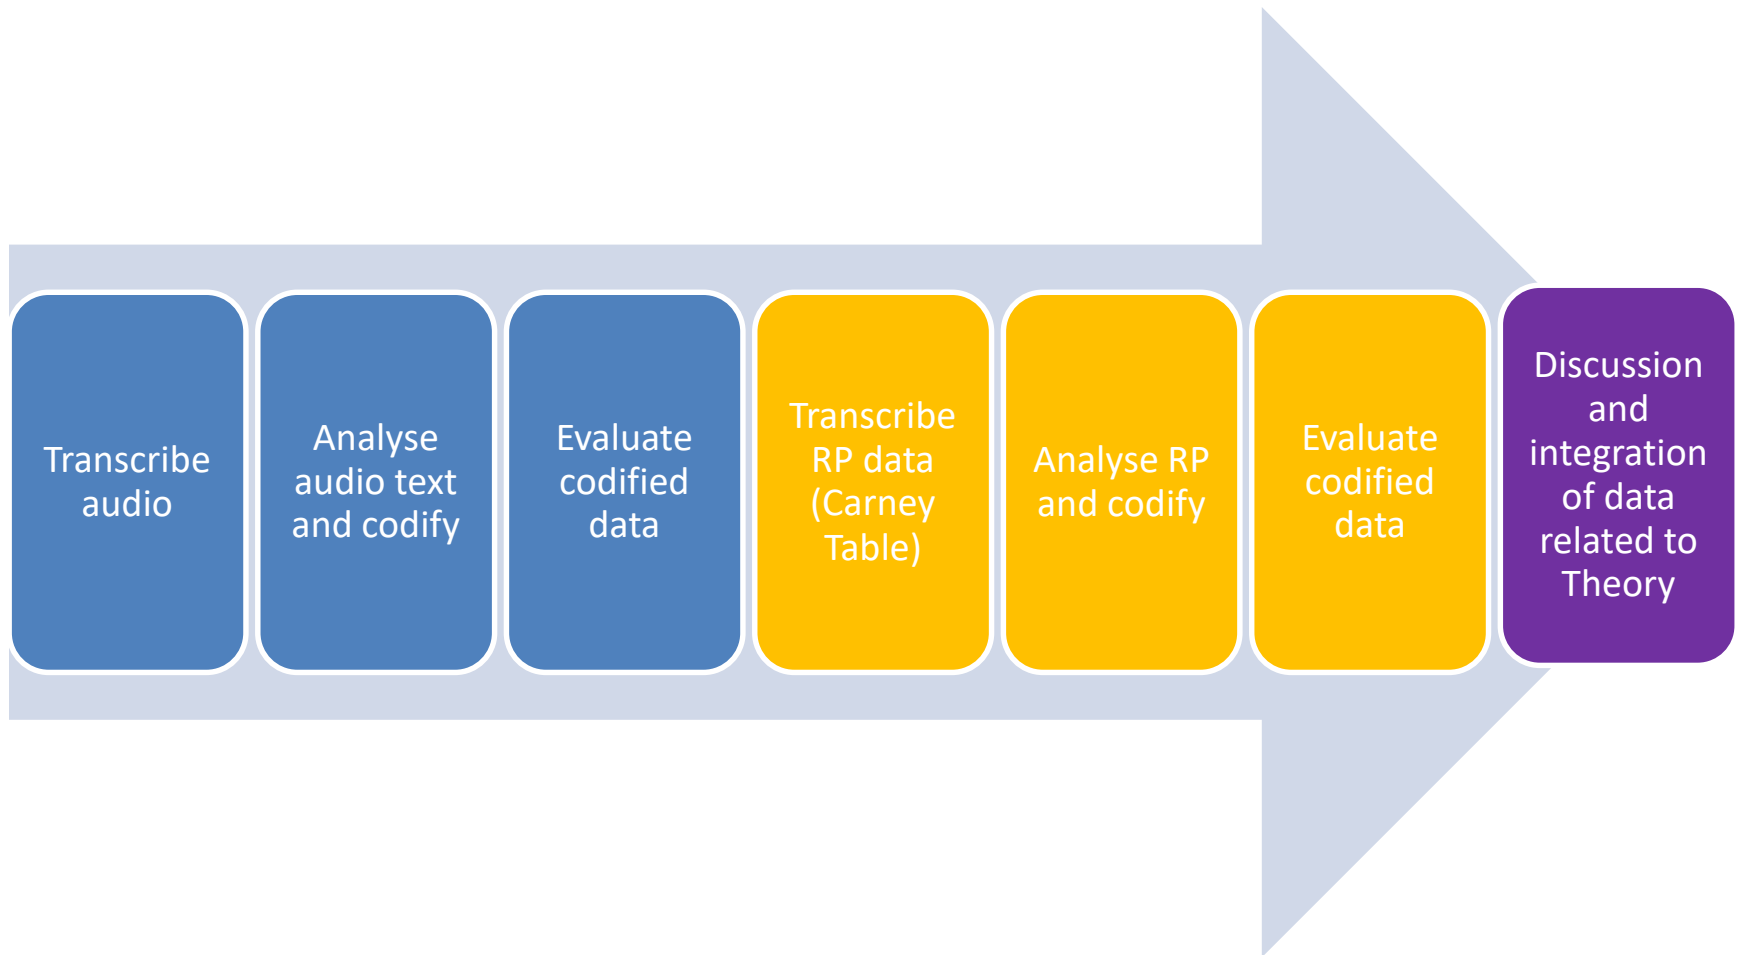 Transcribe
audio
Analyse
audio text
and codify
Evaluate
codified
data
Transcribe
RP data
(Carney
Table)
Analyse RP
and codify
Evaluate
codified
data
Discussion
and
integration
of data
related to
Theory